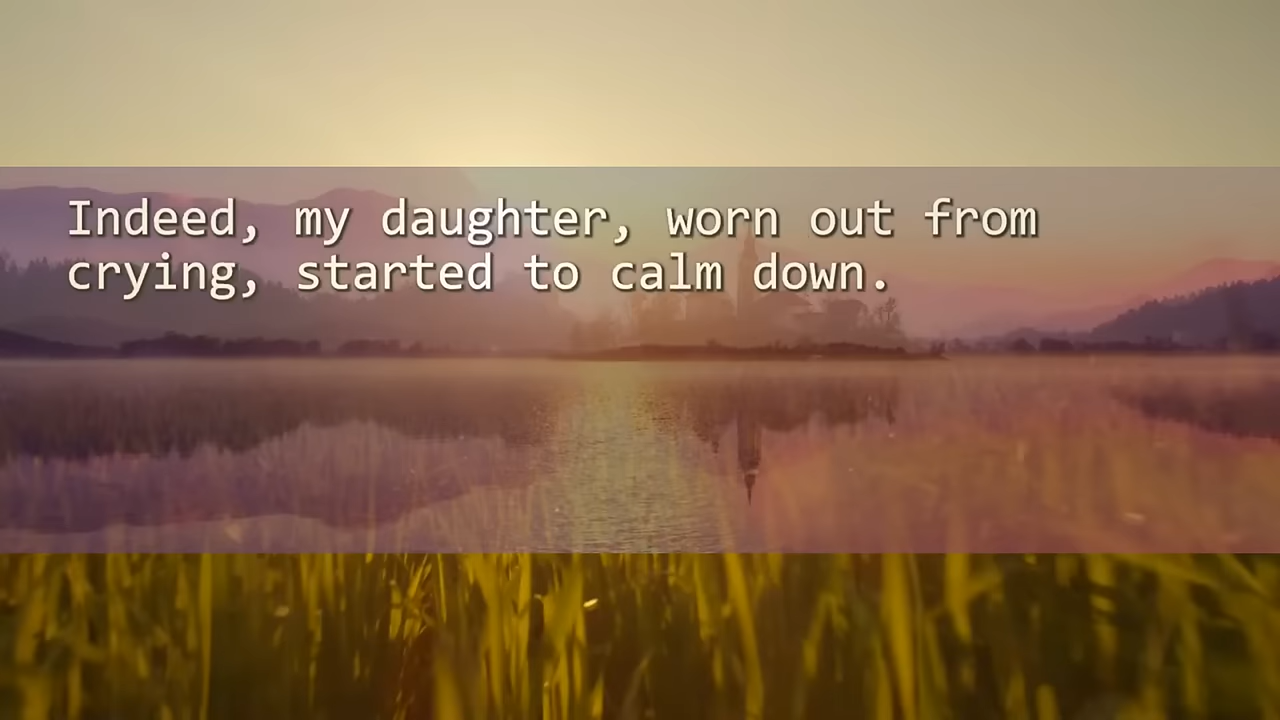 Indeed, my daughter, worn out from
crying, started to calm down.